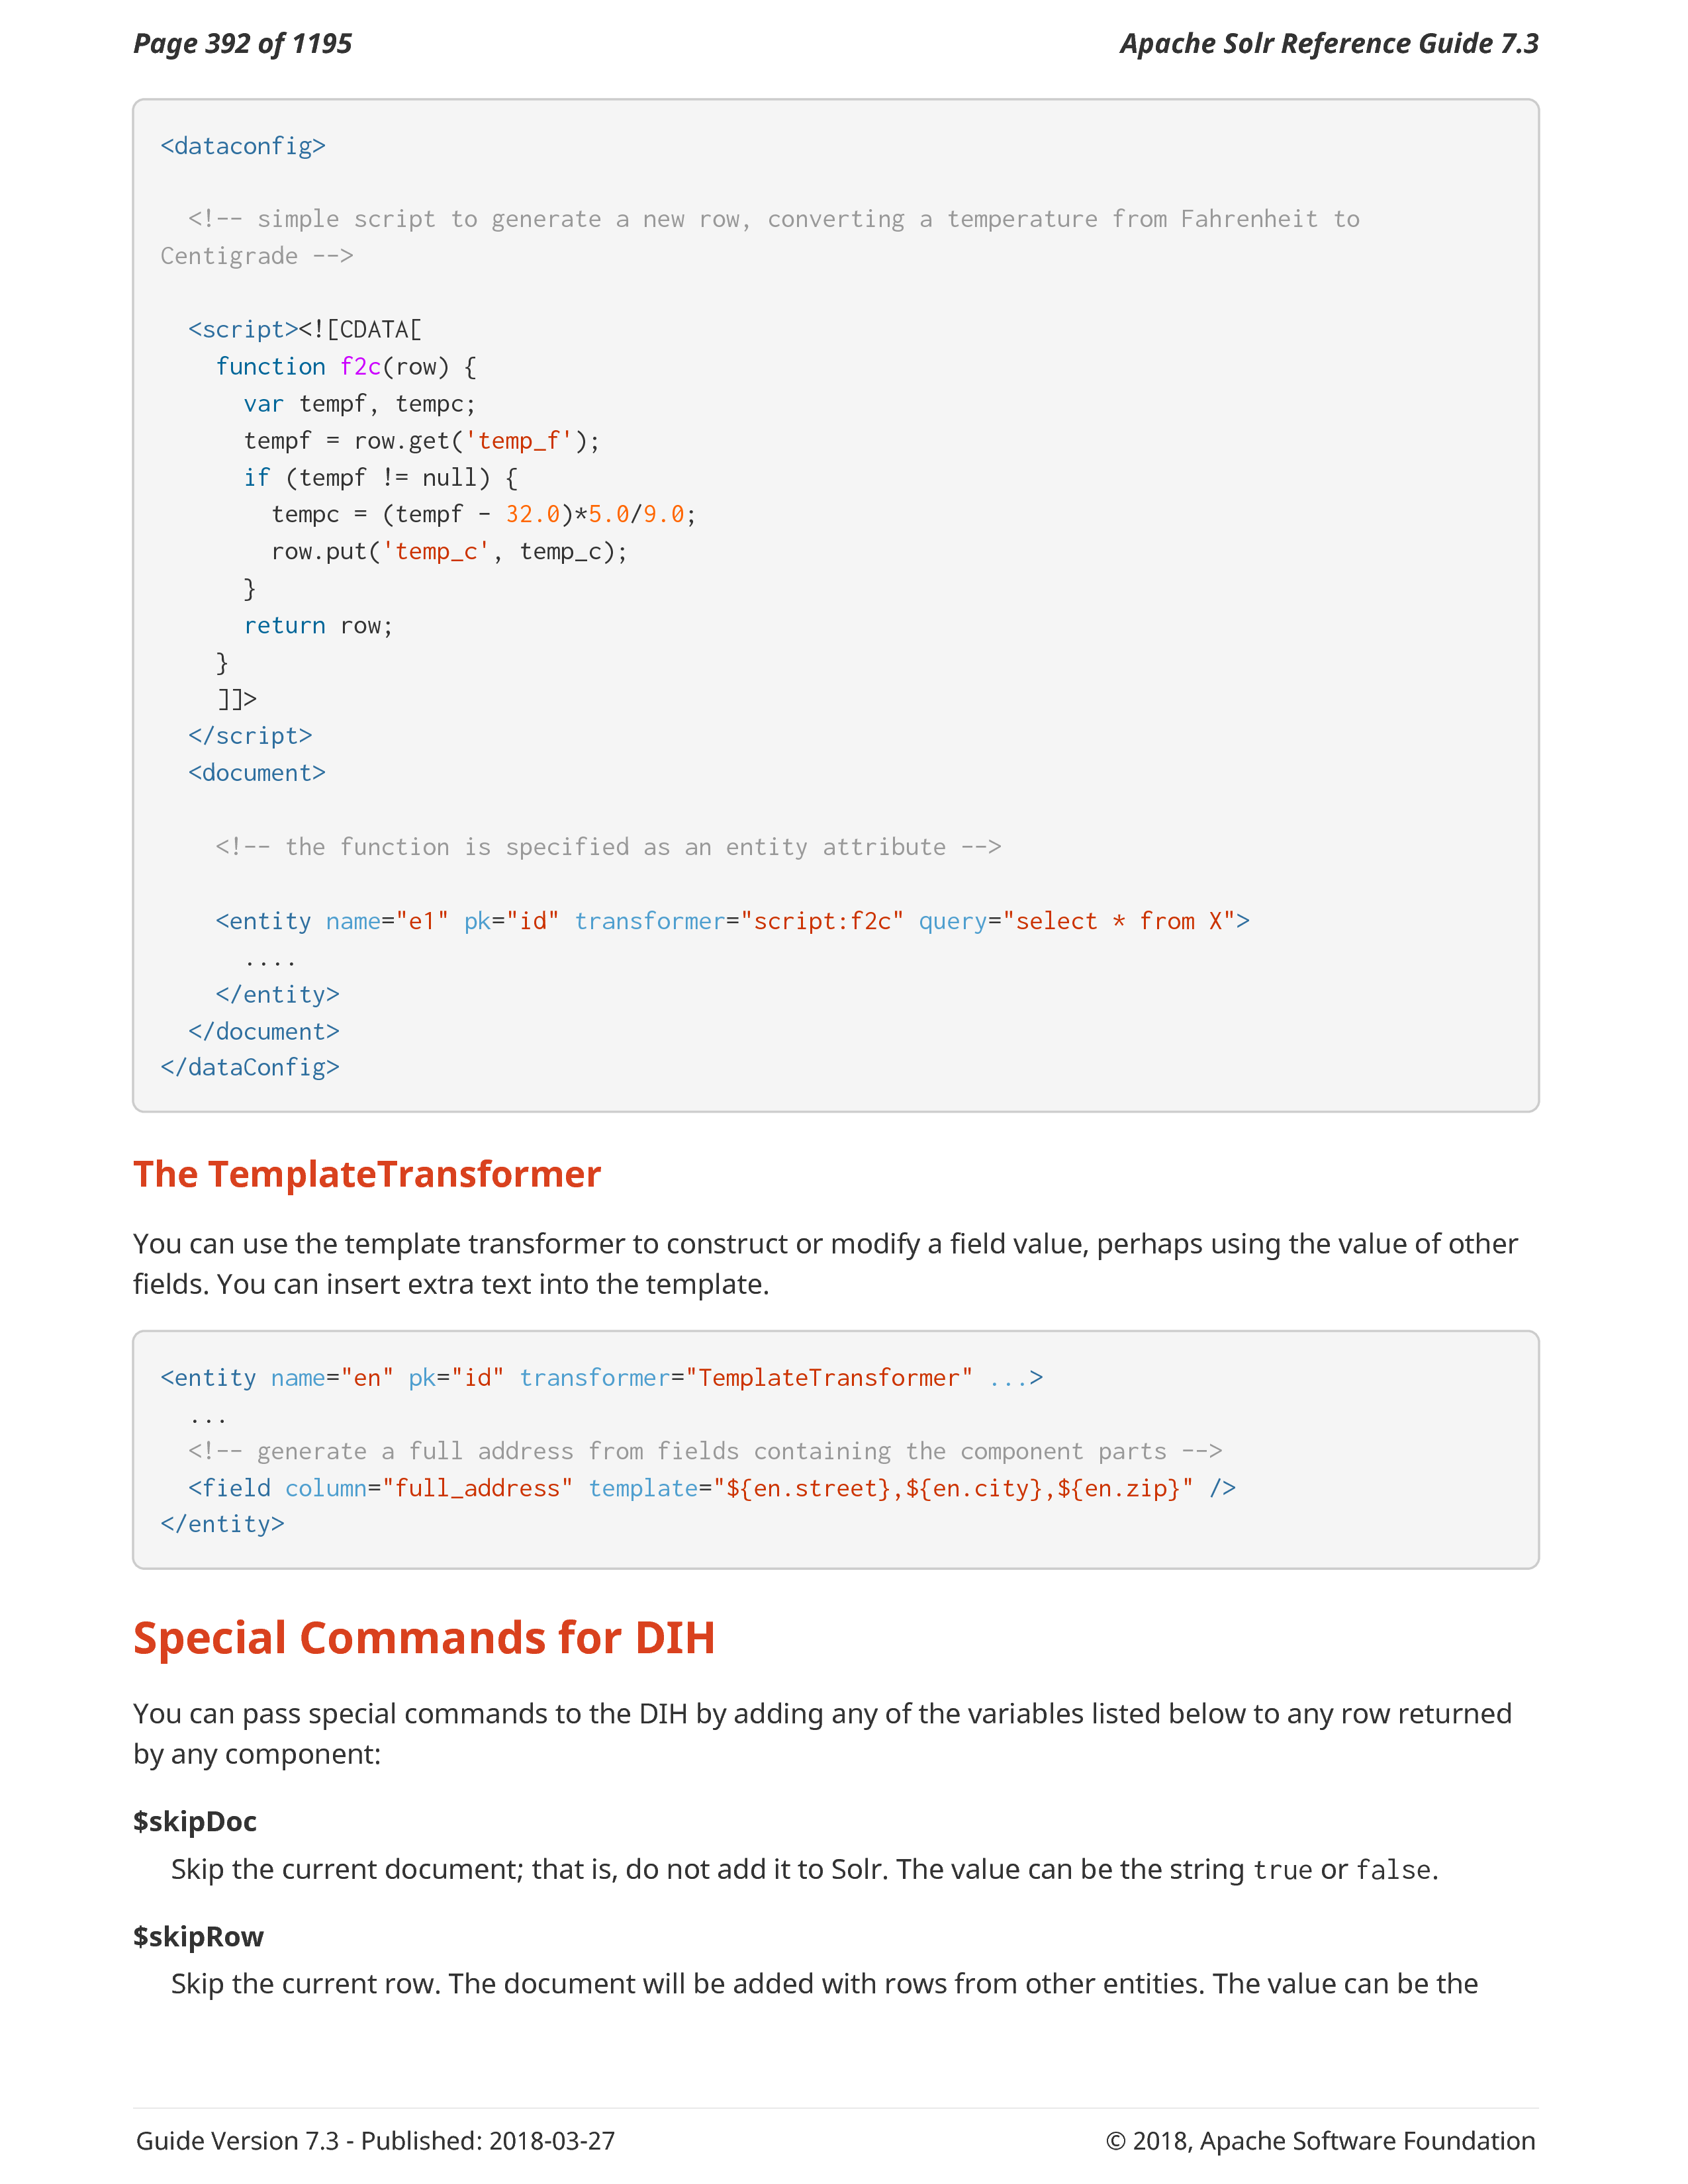 Page 392 of 1195
Apache Solr Reference Guide 7.3
<dataconfig>
<!-- simple script to generate a new row, converting a temperature from Fahrenheit to
Centigrade -->
<script><![CDATA[
function f2c(row) {
var tempf, tempc;
tempf = row.get('temp_f');
if (tempf != null) {
tempc = (tempf - 32.0)*5.0/9.0;
row.put('temp_c', temp_c);
}
return row;
}
]]>
</script>
<document>
<!-- the function is specified as an entity attribute -->
<entity name="e1" pk="id" transformer="script:f2c" query="select * from X">
....
</entity>
</document>
</dataConfig>
The TemplateTransformer
You can use the template transformer to construct or modify a field value, perhaps using the value of other
fields. You can insert extra text into the template.
<entity name="en" pk="id" transformer="TemplateTransformer" ...>
...
<!-- generate a full address from fields containing the component parts -->
<field column="full_address" template="${en.street},${en.city},${en.zip}" />
</entity>
Special Commands for DIH
You can pass special commands to the DIH by adding any of the variables listed below to any row returned
by any component:
$skipDoc
Skip the current document; that is, do not add it to Solr. The value can be the string true or false.
$skipRow
Skip the current row. The document will be added with rows from other entities. The value can be the
Guide Version 7.3 - Published: 2018-03-27
© 2018, Apache Software Foundation